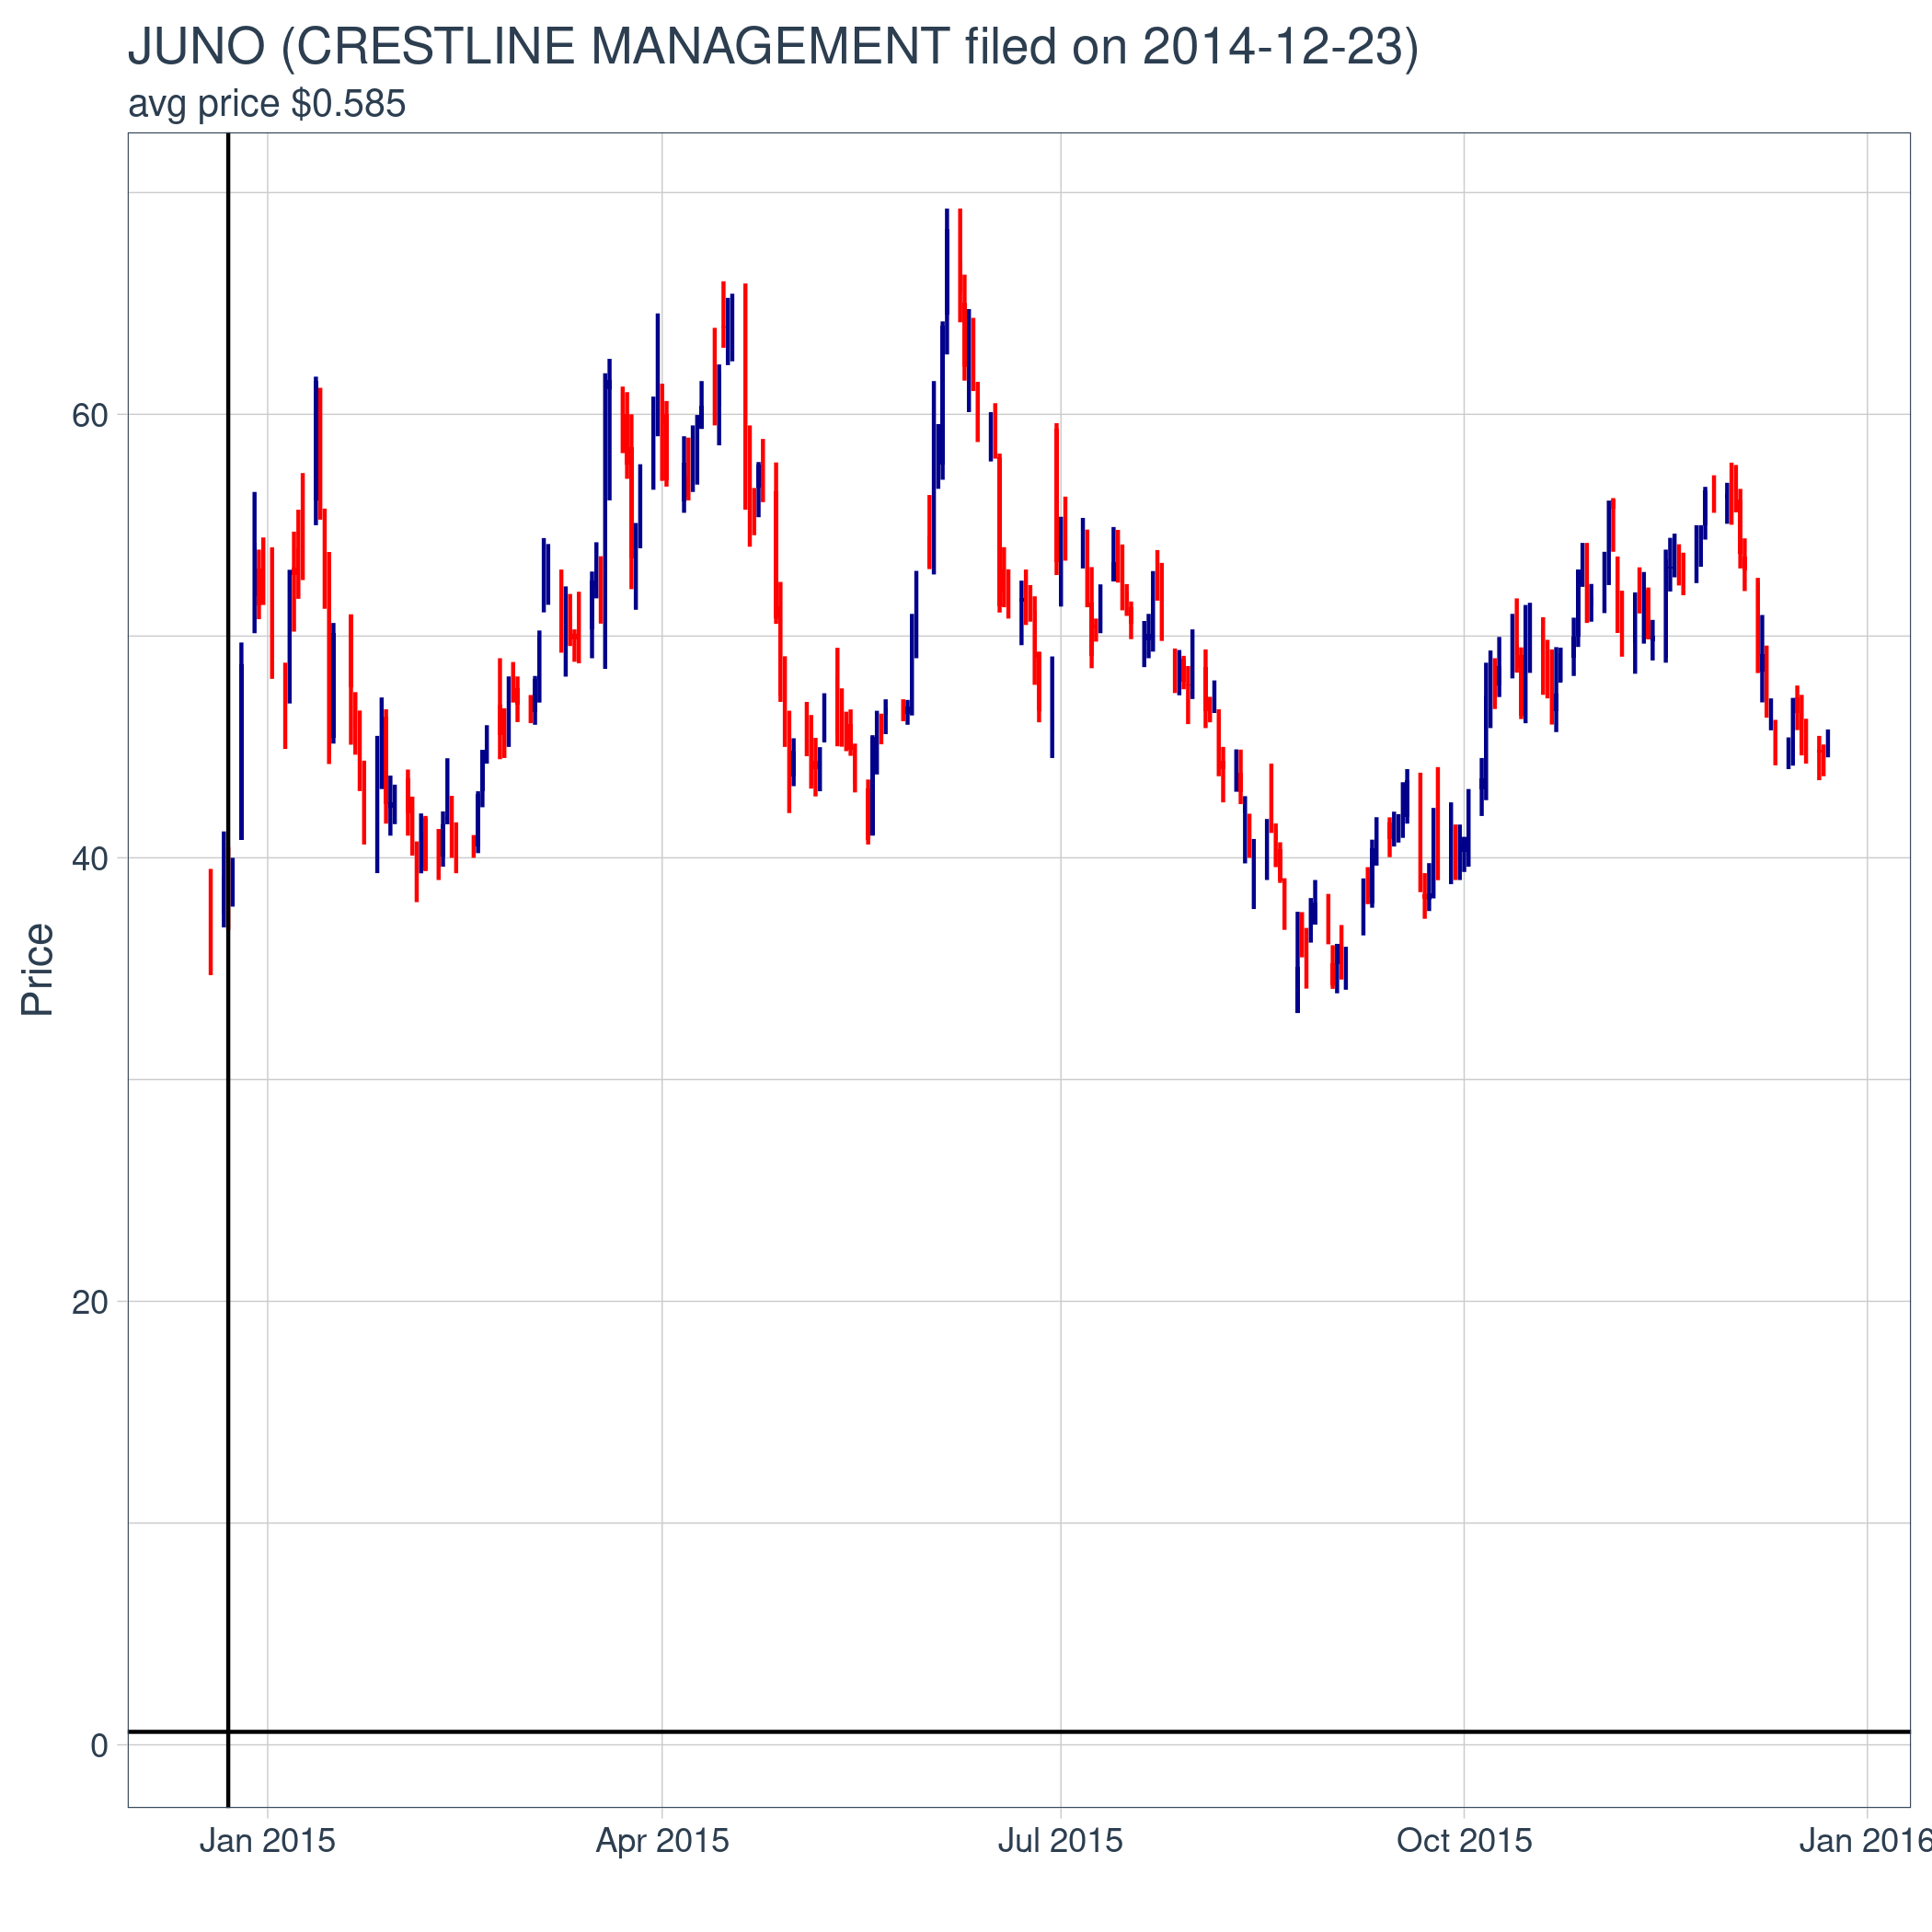 JUNO (CRESTLINE MANAGEMENT filed on 2014-12-23)
avg price $0.585
Price
60
40
20
0
Jan 2015
Apr 2015
Jul 2015
Oct 2015
Jan 2016